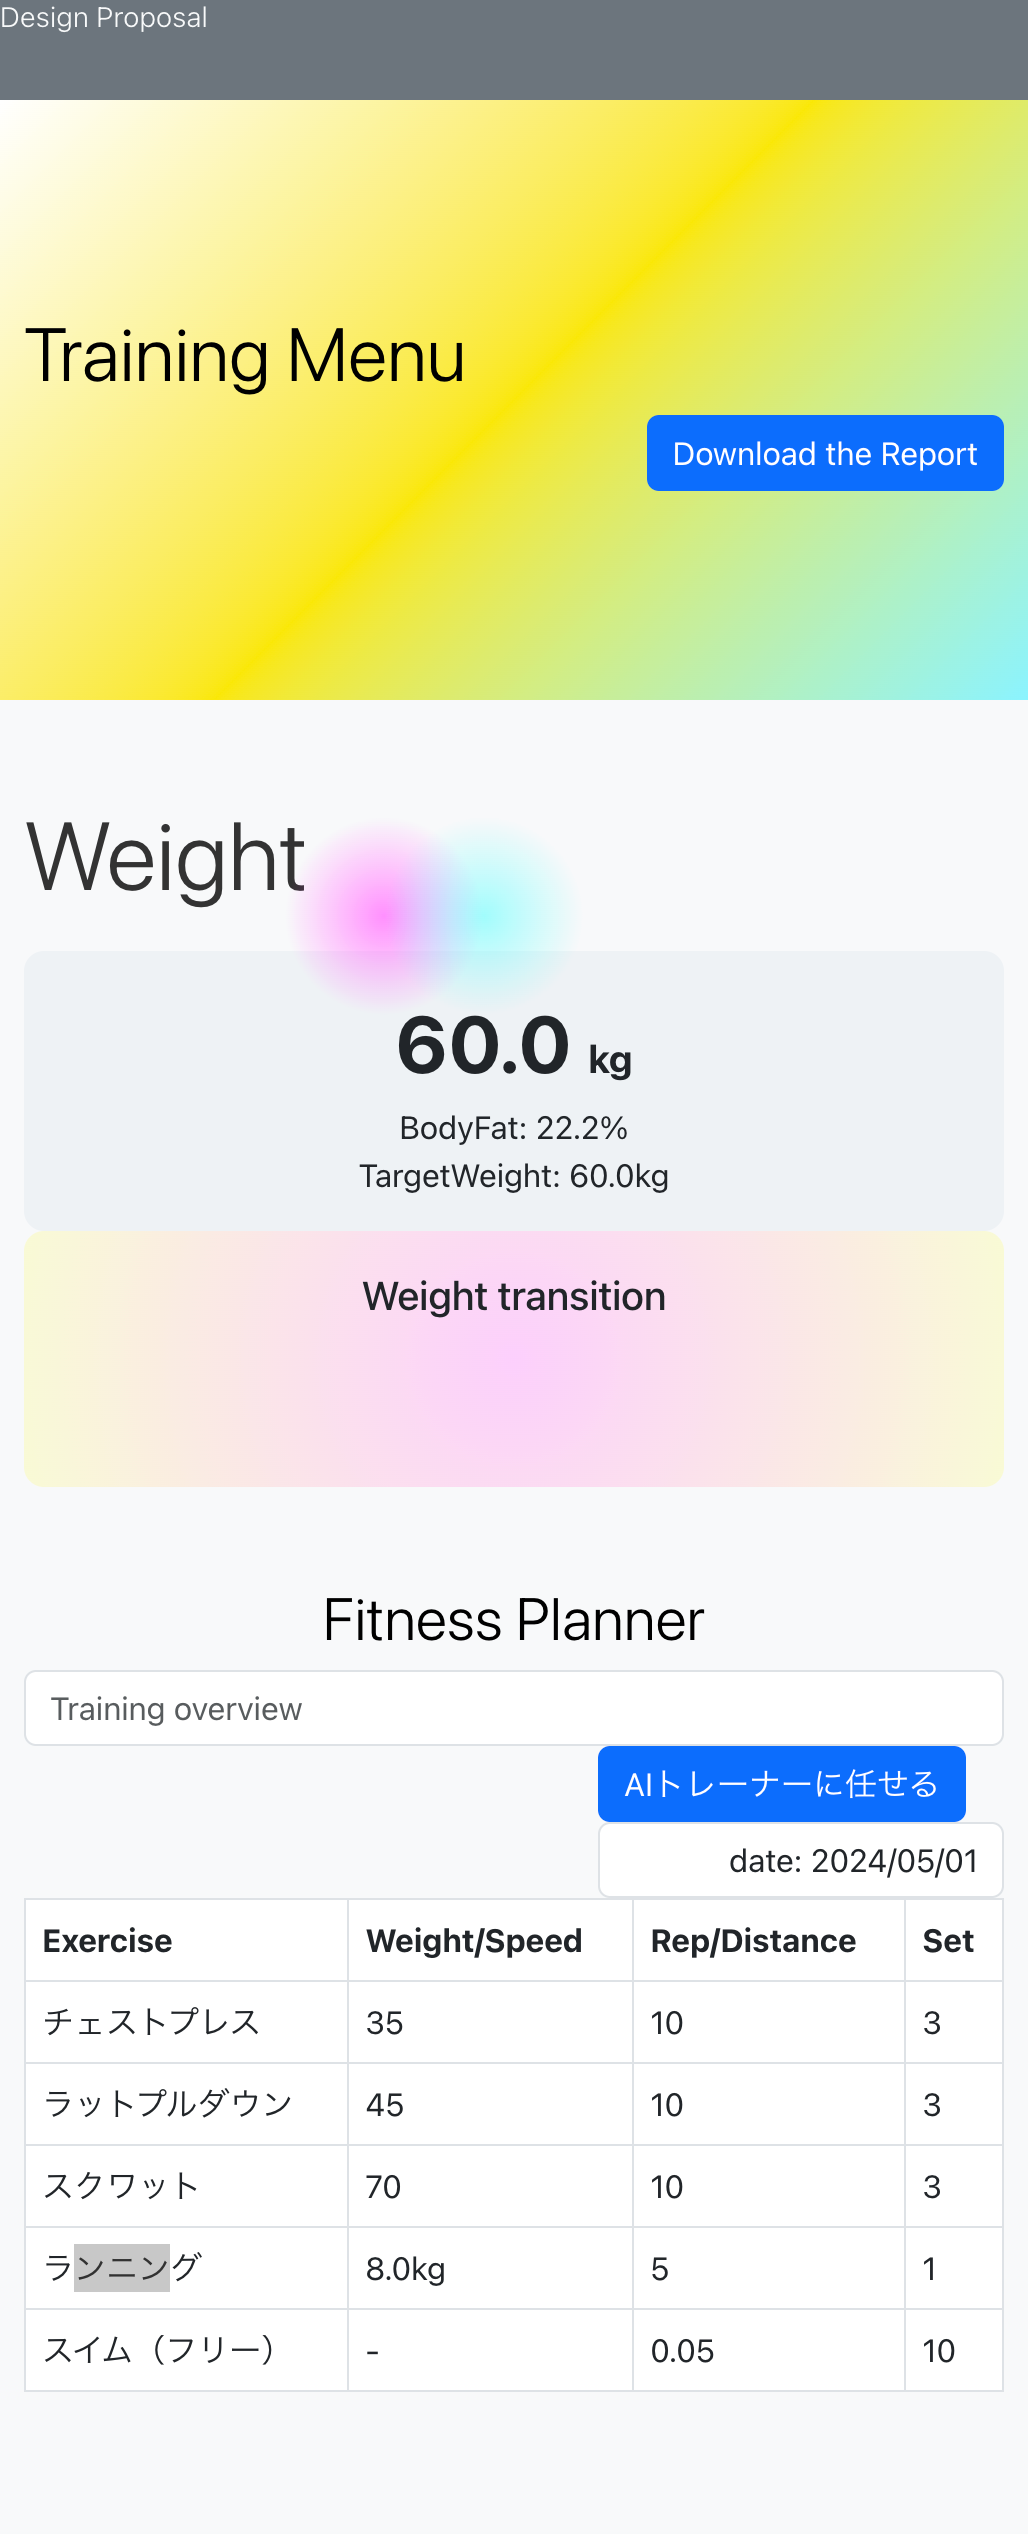 Design Proposal
Training Menu
Download the Report
Weight
60.0 kg
BodyFat: 22.2%
TargetWeight: 60.0kg
Weight transition
Fitness Planner
Training overview
AIトレーナーに任せる
date: 2024/05/01
Exercise Weight/Speed Rep/Distance Set
チェストプレス 35 10 3
ラットプルダウン 45 10 3
スクワット 70 10 3
ランニング 8.0kg 5 1
スイム（フリー） - 0.05 10